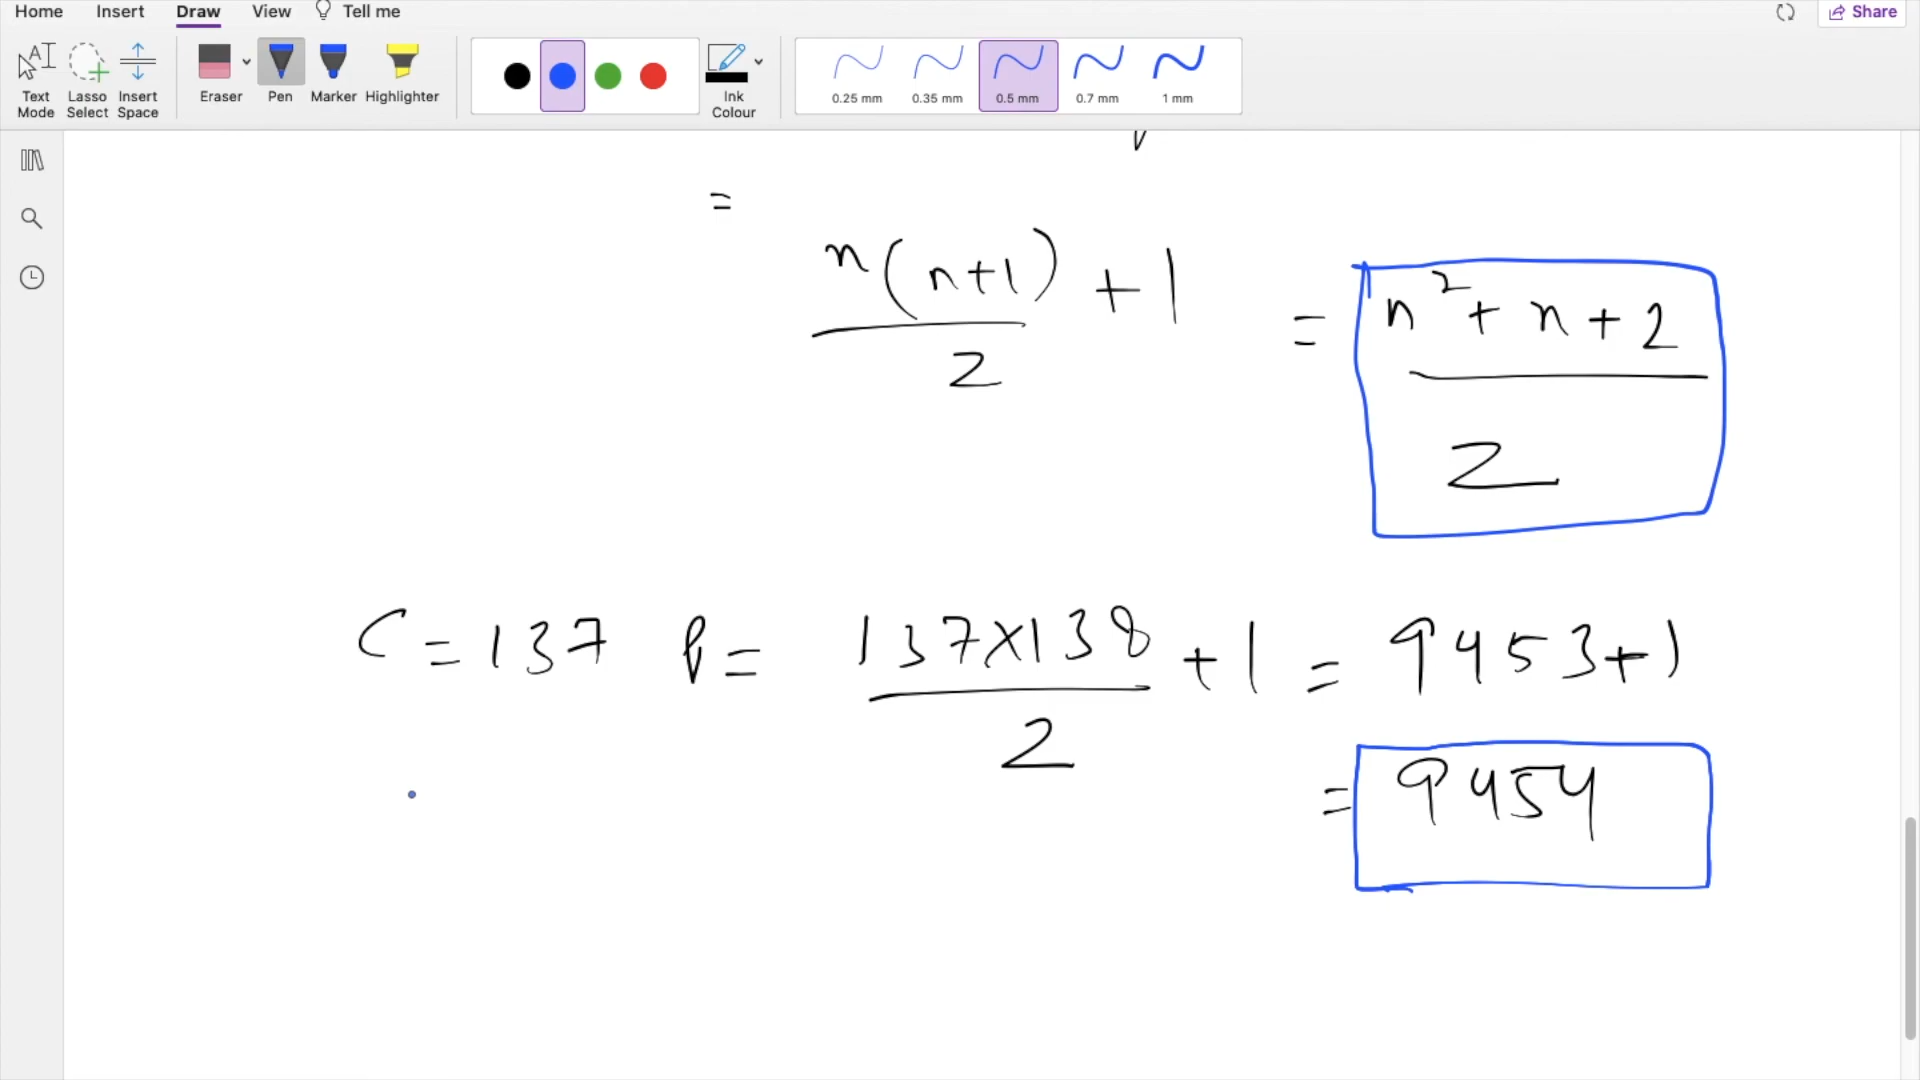 Home Insert Draw View Tell me Share
Text Mode Lasso Select Insert Space Eraser Pen Marker Highlighter Ink Colour 0.25 mm 0.35 mm 0.5 mm 0.7 mm 1 mm
=
n(n+1)/2 + 1 = n²+n+2/2
C=137 p= 137×138/2 +1 = 9453+1
= 9454